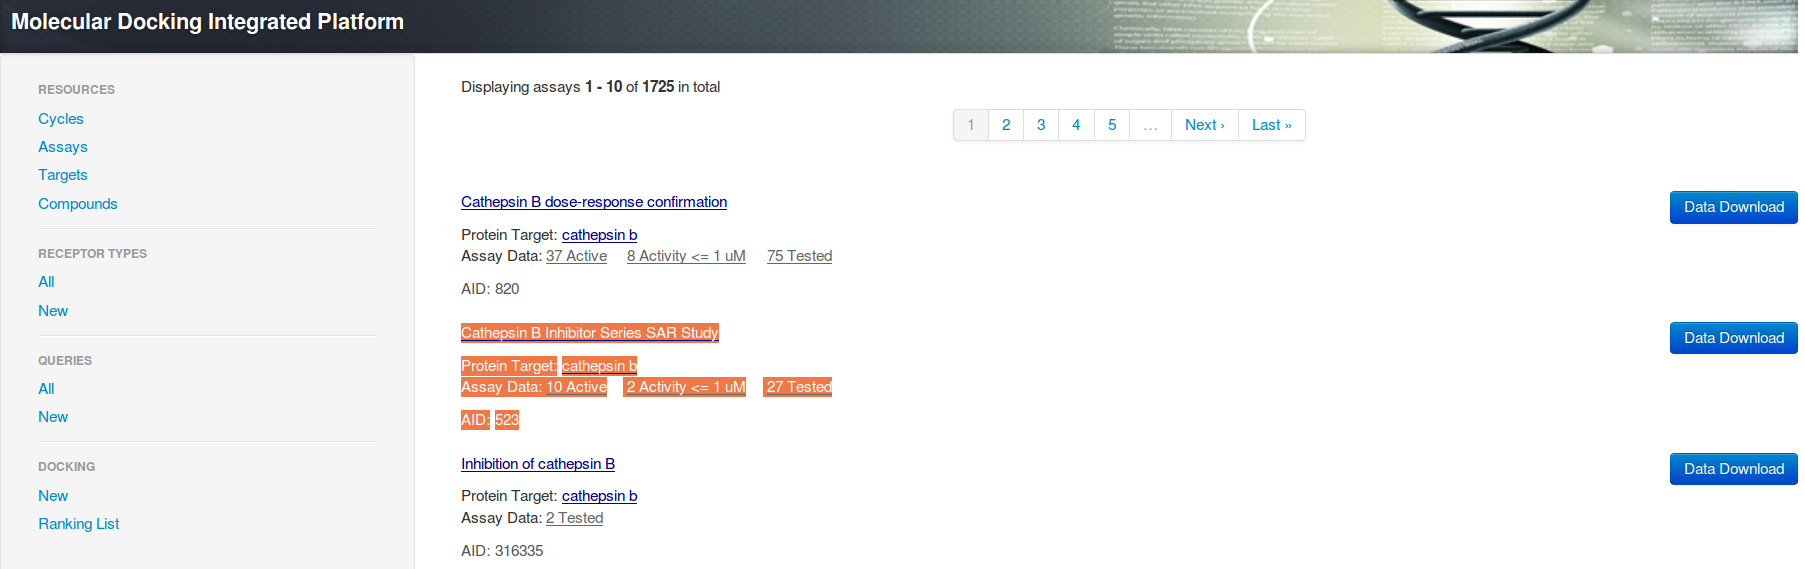 Molecular Docking Integrated Platform
RESOURCES
Cycles
Assays
Targets
Compounds
RECEPTOR TYPES
All
New
QUERIES
All
New
DOCKING
New
Ranking List
Displaying assays 1 - 10 of 1725 in total
1 2 3 4 5 … Next › Last »
Cathepsin B dose-response confirmation
Data Download
Protein Target: cathepsin b
Assay Data: 37 Active 8 Activity <= 1 uM 75 Tested
AID: 820
Cathepsin B Inhibitor Series SAR Study
Data Download
Protein Target: cathepsin b
Assay Data: 10 Active 2 Activity <= 1 uM 27 Tested
AID: 523
Inhibition of cathepsin B
Data Download
Protein Target: cathepsin b
Assay Data: 2 Tested
AID: 316335